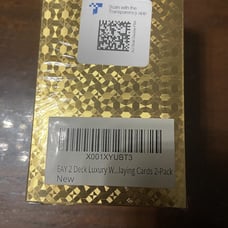 Scan with the
Transparency app
X001XYUBT3
EAY 2 Deck Luxury W...laying Cards 2-Pack
New